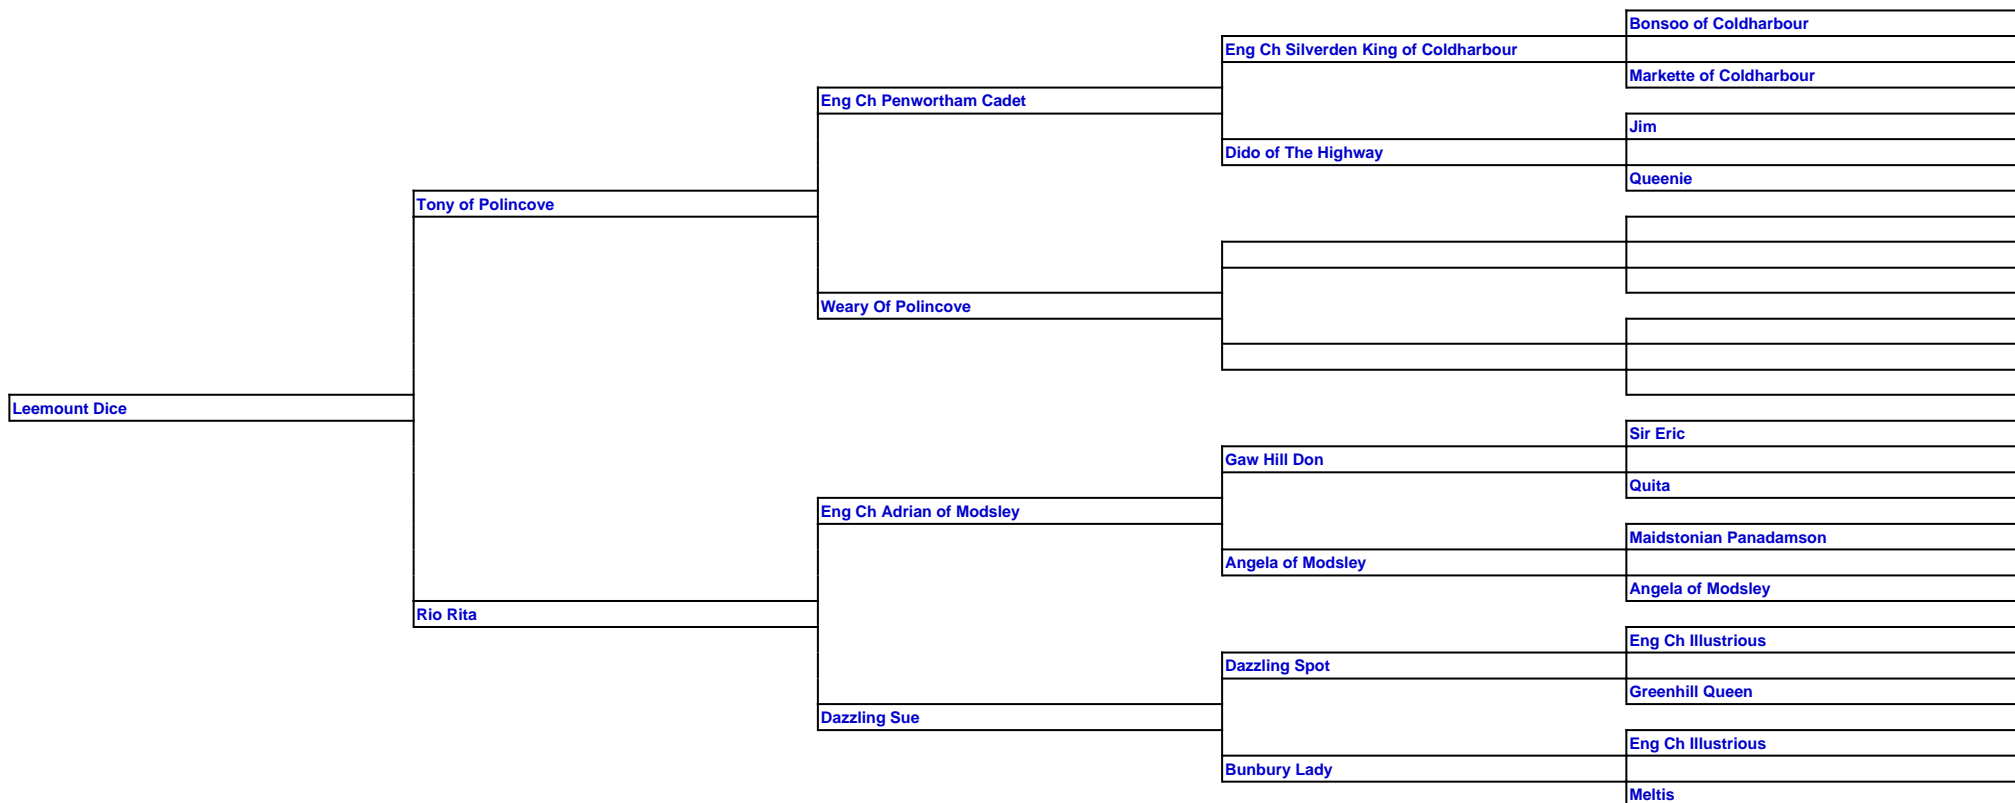 Bonsoo of Coldharbour
Eng Ch Silverden King of Coldharbour
Markette of Coldharbour
Eng Ch Penwortham Cadet
Jim
Dido of The Highway
Queenie
Tony of Polincove
Weary Of Polincove
Leemount Dice
Sir Eric
Gaw Hill Don
Quita
Eng Ch Adrian of Modsley
Maidstonian Panadamson
Angela of Modsley
Angela of Modsley
Rio Rita
Eng Ch Illustrious
Dazzling Spot
Greenhill Queen
Dazzling Sue
Eng Ch Illustrious
Bunbury Lady
Meltis